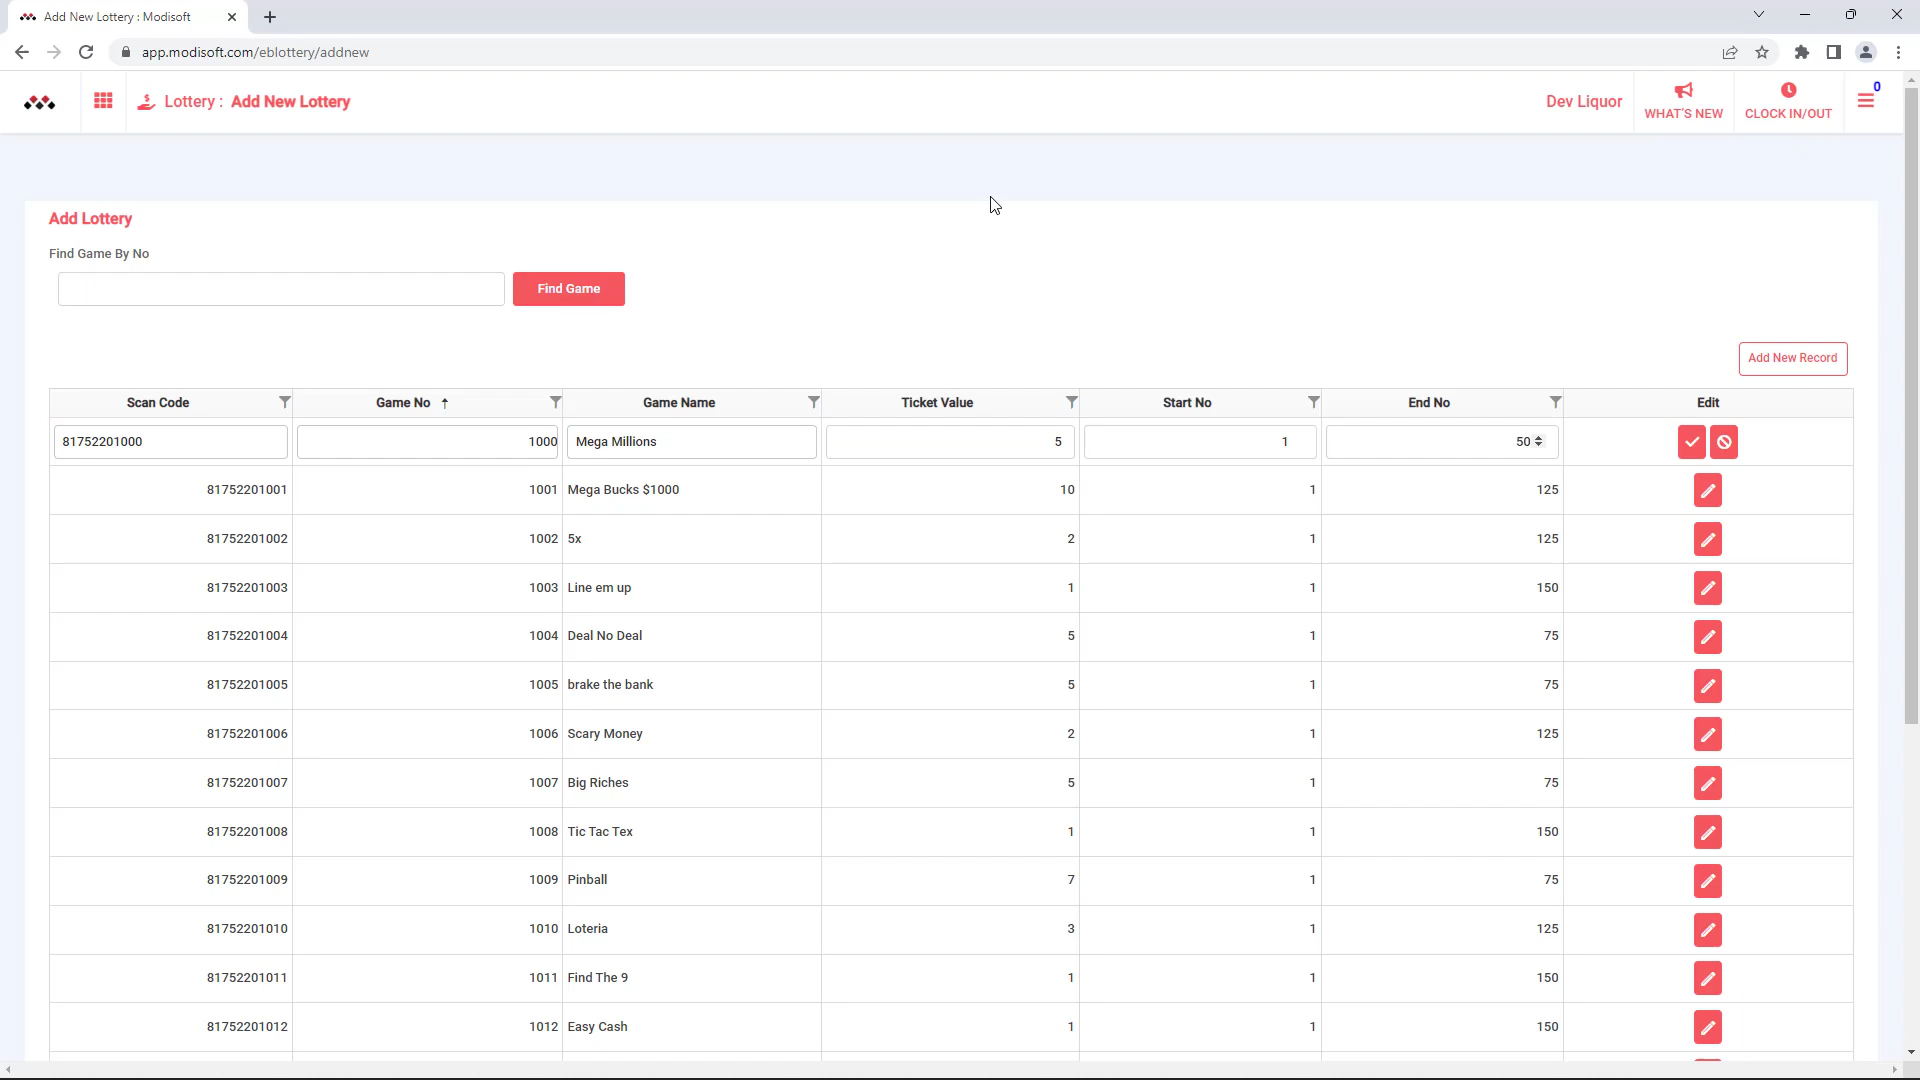 Add New Lottery : Modisoft
app.modisoft.com/eblottery/addnew
Lottery : Add New Lottery
Dev Liquor
WHAT'S NEW
CLOCK IN/OUT
0
Add Lottery
Find Game By No
Find Game
Add New Record
Scan Code Game No Game Name Ticket Value Start No End No Edit
81752201000 1000 Mega Millions 5 1 50
81752201001 1001 Mega Bucks $1000 10 1 125
81752201002 1002 5x 2 1 125
81752201003 1003 Line em up 1 1 150
81752201004 1004 Deal No Deal 5 1 75
81752201005 1005 brake the bank 5 1 75
81752201006 1006 Scary Money 2 1 125
81752201007 1007 Big Riches 5 1 75
81752201008 1008 Tic Tac Tex 1 1 150
81752201009 1009 Pinball 7 1 75
81752201010 1010 Loteria 3 1 125
81752201011 1011 Find The 9 1 1 150
81752201012 1012 Easy Cash 1 1 150